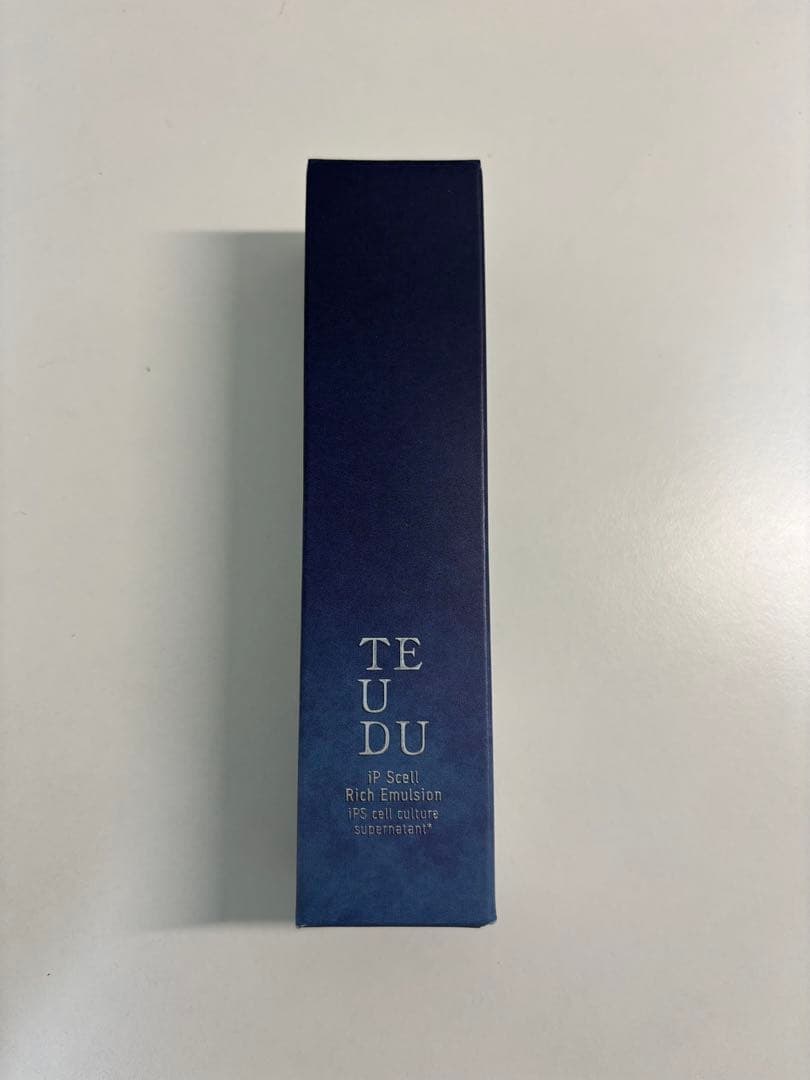 TE
U
DU
iP Scell
Rich Emulsion
iPS cell culture
supernatant*